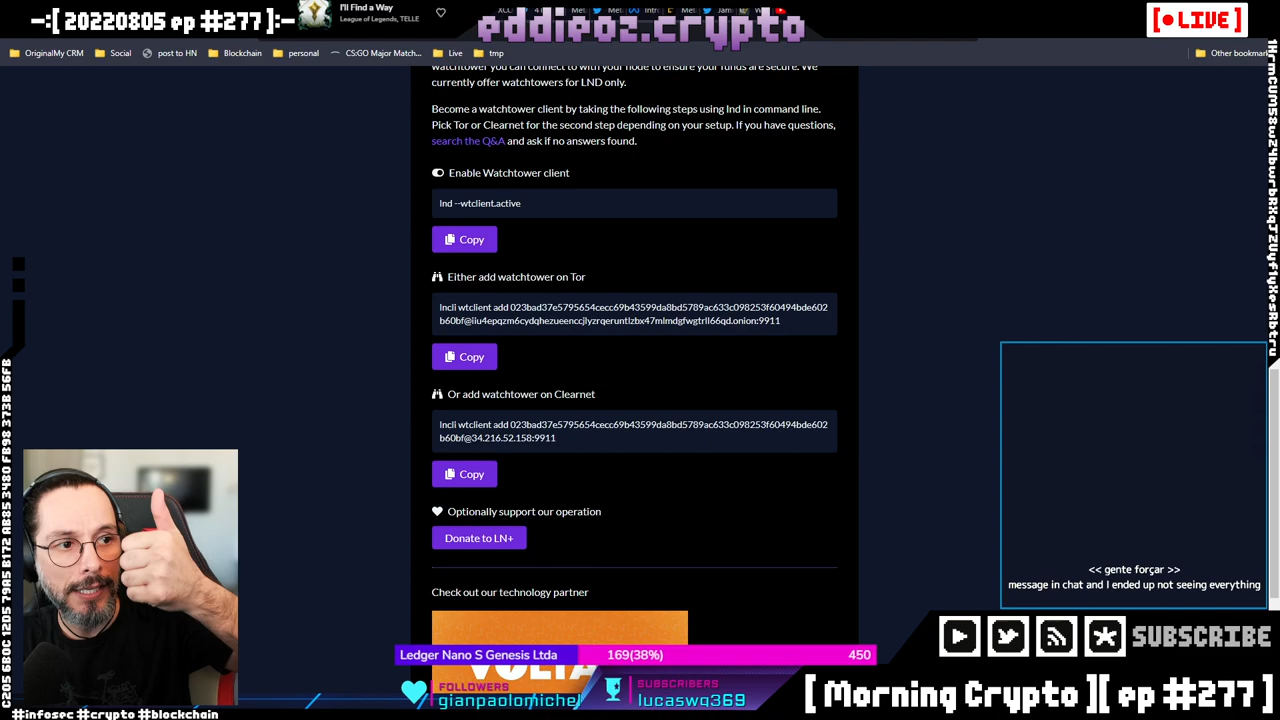 -:[ 20220805 ep #277 ]:-
I'll Find a Way
League of Legends, TELLE
eddieoz.crypto
[● LIVE]
OriginalMy CRM
Social
post to HN
Blockchain
personal
CS:GO Major Match...
Live
tmp
Other bookmar
watchtower you can connect to with your node to ensure your funds are secure. We
currently offer watchtowers for LND only.
Become a watchtower client by taking the following steps using lnd in command line.
Pick Tor or Clearnet for the second step depending on your setup. If you have questions,
search the Q&A and ask if no answers found.
Enable Watchtower client
lnd --wtclient.active
Copy
Either add watchtower on Tor
lncli wtclient add 023bad37e5795654cecc69b43599da8bd5789ac633c098253f60494bde602
b60bf@iiu4epqzm6cydqhezueenccjlyzrqeruntlzbx47mlmdgfwgtrll66qd.onion:9911
Copy
Or add watchtower on Clearnet
lncli wtclient add 023bad37e5795654cecc69b43599da8bd5789ac633c098253f60494bde602
b60bf@34.216.52.158:9911
Copy
Optionally support our operation
Donate to LN+
Check out our technology partner
VOLTA
<< gente forçar >>
message in chat and I ended up not seeing everything
Ledger Nano S Genesis Ltda
169(38%)
450
FOLLOWERS
gianpaolomichel
SUBSCRIBERS
lucaswq369
SUBSCRIBE
[ Morning Crypto ][ ep #277 ]
#infosec #crypto #blockchain